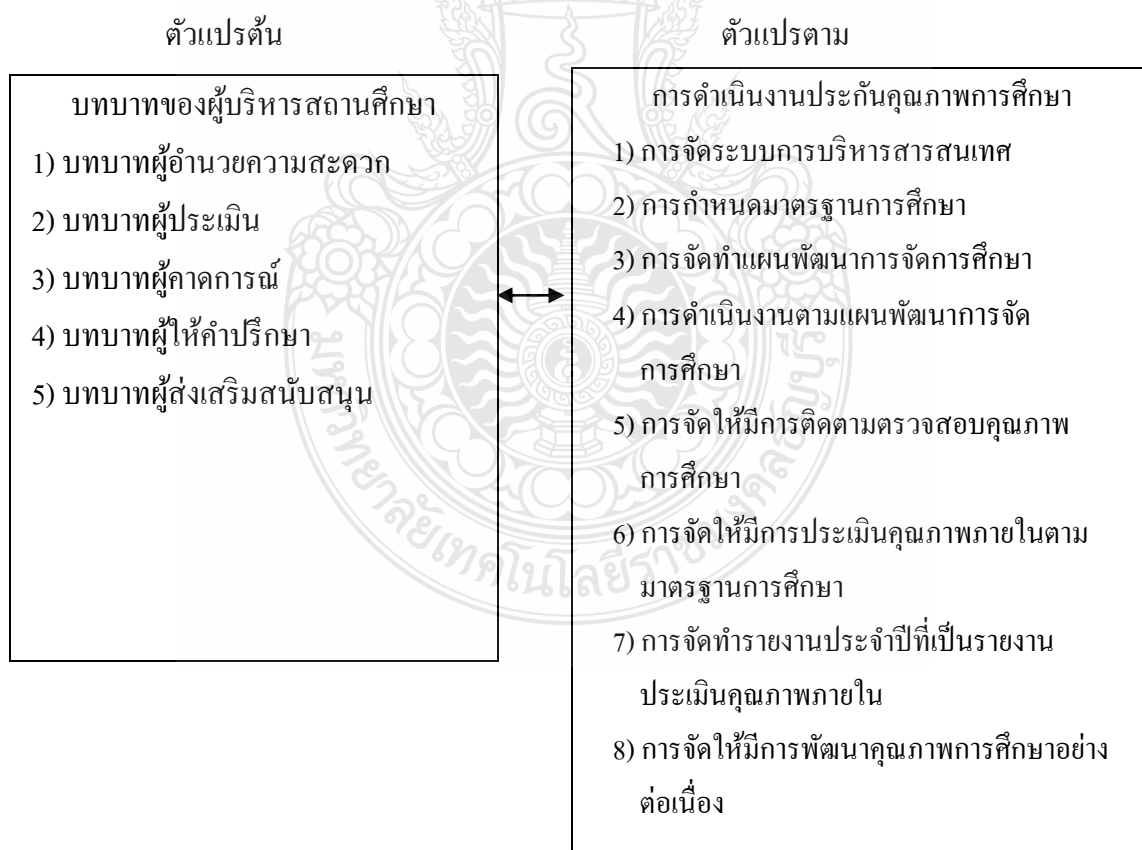 ตัวแปรต้น
บทบาทของผู้บริหารสถานศึกษา
1) บทบาทผู้อำนวยความสะดวก
2) บทบาทผู้ประเมิน
3) บทบาทผู้คาดการณ์
4) บทบาทผู้ให้คำปรึกษา
5) บทบาทผู้ส่งเสริมสนับสนุน
ตัวแปรตาม
การดำเนินงานประกันคุณภาพการศึกษา
1) การจัดระบบการบริหารสารสนเทศ
2) การกำหนดมาตรฐานการศึกษา
3) การจัดทำแผนพัฒนาการจัดการศึกษา
4) การดำเนินงานตามแผนพัฒนาการจัด
การศึกษา
5) การจัดให้มีการติดตามตรวจสอบคุณภาพ
การศึกษา
6) การจัดให้มีการประเมินคุณภาพภายในตาม
มาตรฐานการศึกษา
7) การจัดทำรายงานประจำปีที่เป็นรายงาน
ประเมินคุณภาพภายใน
8) การจัดให้มีการพัฒนาคุณภาพการศึกษาอย่าง
ต่อเนื่อง